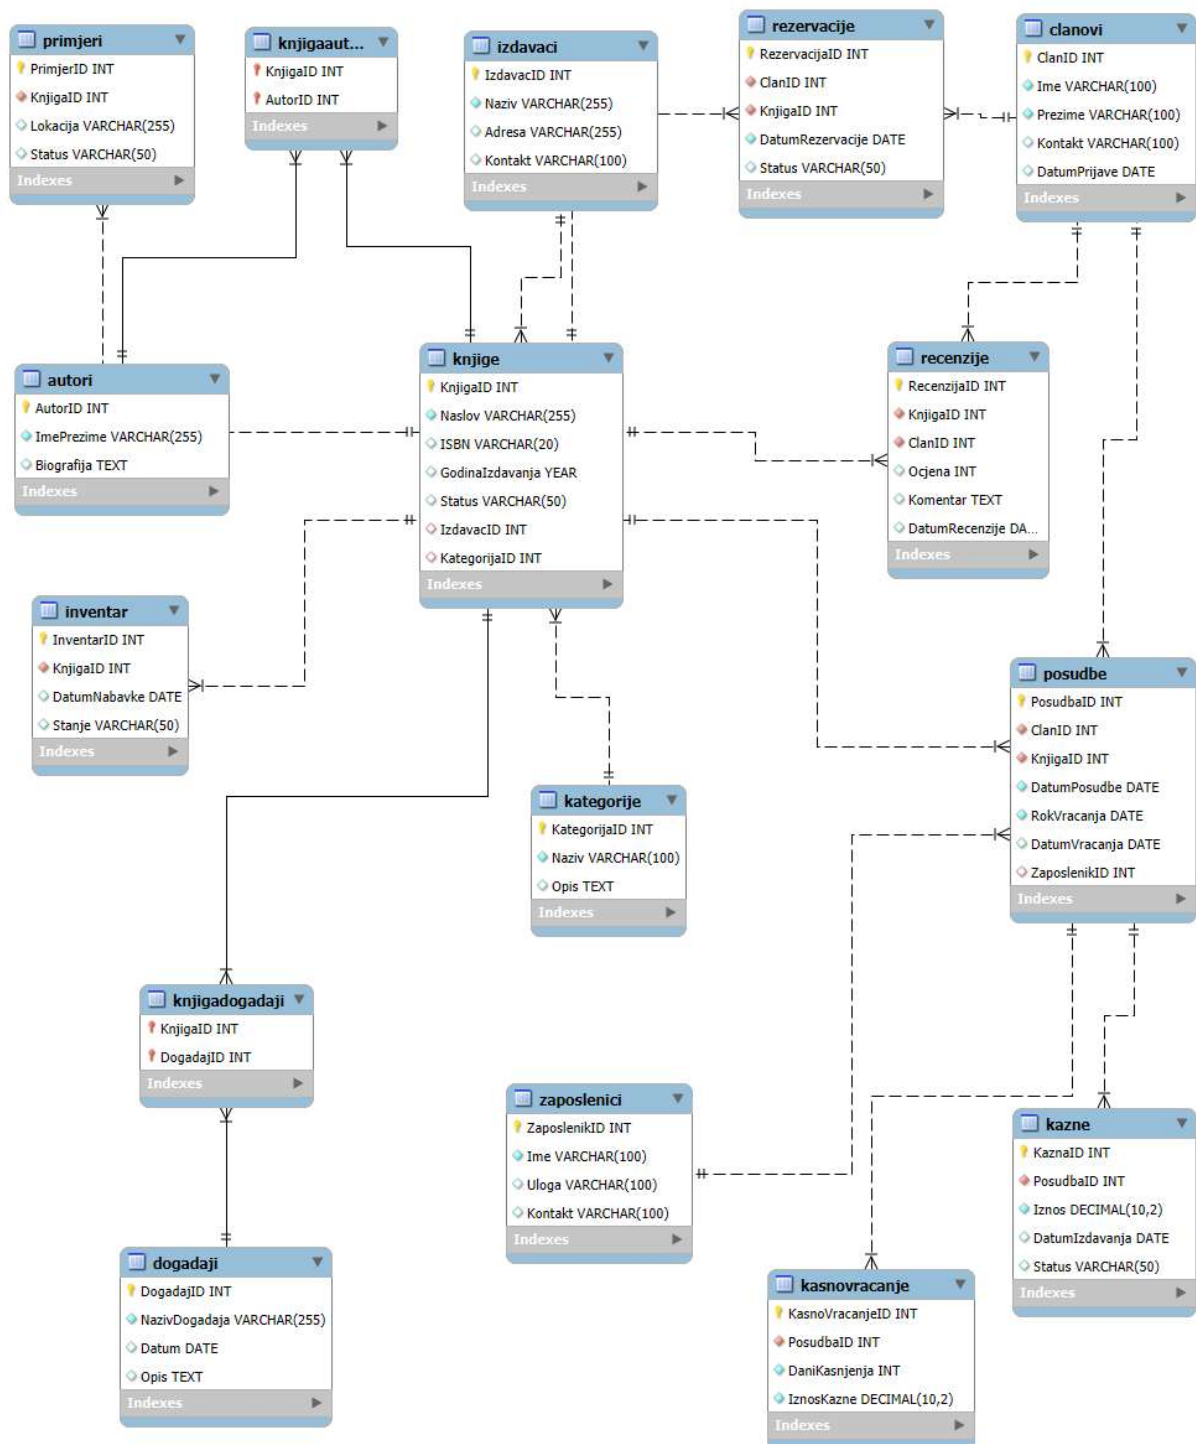 primjeri
PrimjerID INT
KnjigaID INT
Lokacija VARCHAR(255)
Status VARCHAR(50)
Indexes
knjigaaut...
KnjigaID INT
AutorID INT
Indexes
izdavaci
IzdavacID INT
Naziv VARCHAR(255)
Adresa VARCHAR(255)
Kontakt VARCHAR(100)
Indexes
rezervacije
RezervacijaID INT
ClanID INT
KnjigaID INT
DatumRezervacije DATE
Status VARCHAR(50)
Indexes
clanovi
ClanID INT
Ime VARCHAR(100)
Prezime VARCHAR(100)
Kontakt VARCHAR(100)
DatumPrijave DATE
Indexes
autori
AutorID INT
ImePrezime VARCHAR(255)
Biografija TEXT
Indexes
knjige
KnjigaID INT
Naslov VARCHAR(255)
ISBN VARCHAR(20)
GodinaIzdavanja YEAR
Status VARCHAR(50)
IzdavacID INT
KategorijaID INT
Indexes
recenzije
RecenzijaID INT
KnjigaID INT
ClanID INT
Ocjena INT
Komentar TEXT
DatumRecenzije DA...
Indexes
inventar
InventarID INT
KnjigaID INT
DatumNabavke DATE
Stanje VARCHAR(50)
Indexes
kategorije
KategorijaID INT
Naziv VARCHAR(100)
Opis TEXT
Indexes
posudbe
PosudbaID INT
ClanID INT
KnjigaID INT
DatumPosudbe DATE
RokVracanja DATE
DatumVracanja DATE
ZaposlenikID INT
Indexes
knjigadogadaji
KnjigaID INT
DogadajID INT
Indexes
zaposlenici
ZaposlenikID INT
Ime VARCHAR(100)
Uloga VARCHAR(100)
Kontakt VARCHAR(100)
Indexes
kazne
KaznaID INT
PosudbaID INT
Iznos DECIMAL(10,2)
DatumIzdavanja DATE
Status VARCHAR(50)
Indexes
dogadaji
DogadajID INT
NazivDogadaja VARCHAR(255)
Datum DATE
Opis TEXT
Indexes
kasnovracanje
KasnoVracanjeID INT
PosudbaID INT
DaniKasnjenja INT
IznosKazne DECIMAL(10,2)
Indexes